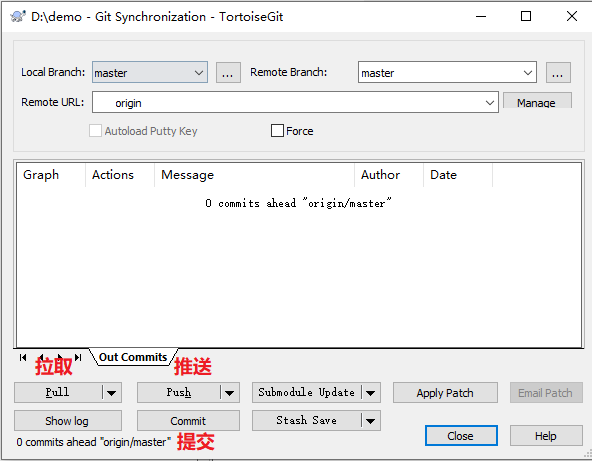 D:\demo - Git Synchronization - TortoiseGit
Local Branch: master ... Remote Branch: master ...
Remote URL: origin Manage
Autoload Putty Key Force
Graph Actions Message Author Date
0 commits ahead "origin/master"
Out Commits
拉取 推送
Pull Push Submodule Update Apply Patch Email Patch
Show log Commit Stash Save
0 commits ahead "origin/master" 提交 Close Help